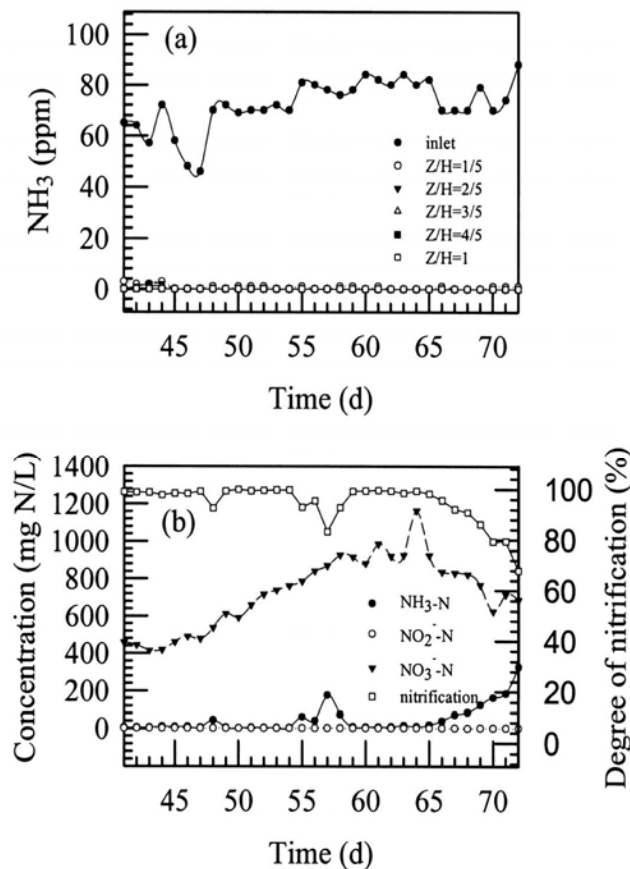 (a)
NH3 (ppm)
100
80
60
40
20
0
inlet
Z/H=1/5
Z/H=2/5
Z/H=3/5
Z/H=4/5
Z/H=1
45 50 55 60 65 70
Time (d)
(b)
Concentration (mg N/L)
1400
1200
1000
800
600
400
200
0
NH3-N
NO2--N
NO3--N
nitrification
100
80
60
40
20
0
Degree of nitrification (%)
45 50 55 60 65 70
Time (d)